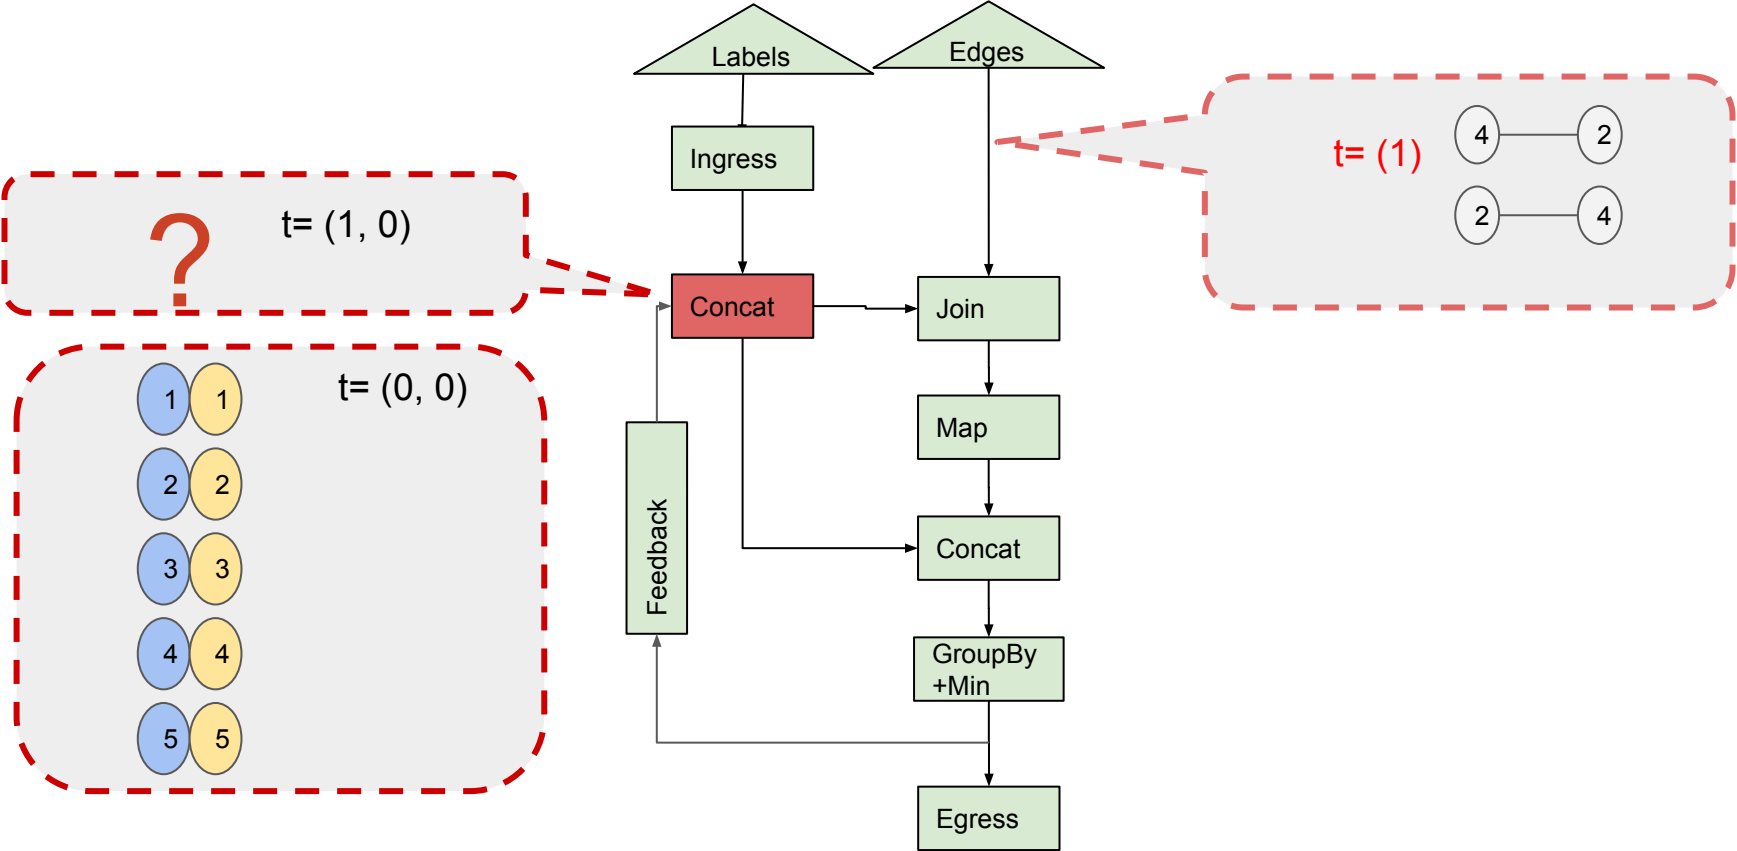 Labels
Edges
Ingress
t= (1)
4
2
2
4
?
t= (1, 0)
Concat
Join
t= (0, 0)
1 1
2 2
3 3
4 4
5 5
Map
Feedback
Concat
GroupBy
+Min
Egress